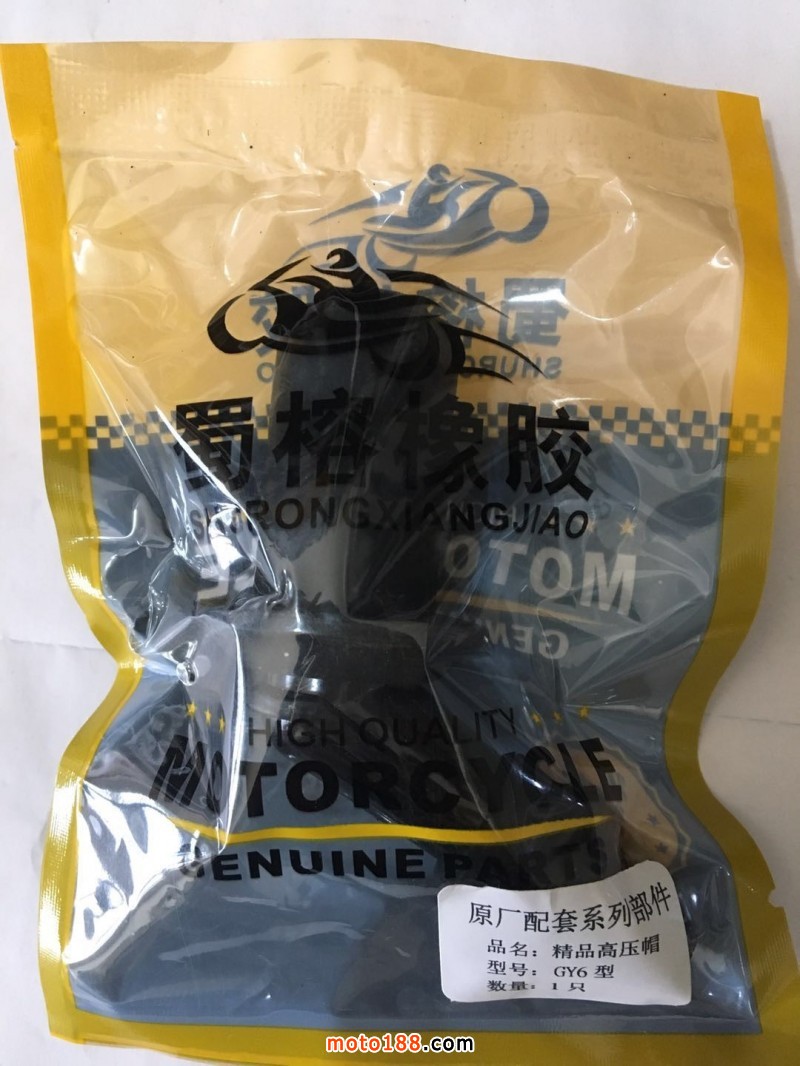 蜀榕橡胶
SHURONGXIANGJIAO
HIGH QUALITY
MOTORCYCLE
GENUINE PARTS
原厂配套系列部件
品名：精品高压帽
型号：GY6 型
数量：1 只
moto188.com